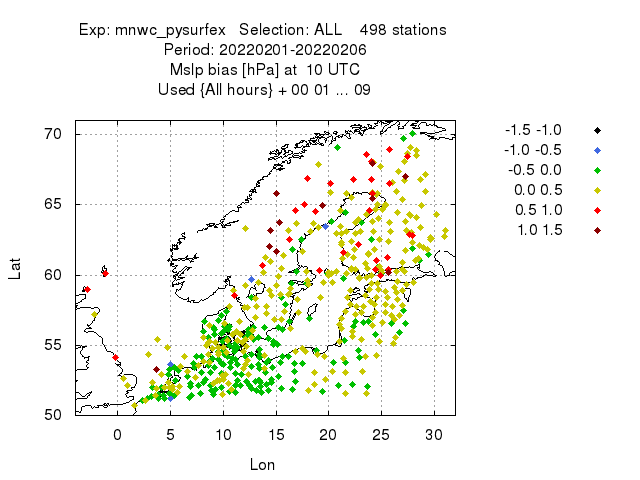 Exp: mnwc_pysurfex   Selection: ALL    498 stations
Period: 20220201-20220206
Mslp bias [hPa] at  10 UTC
Used {All hours} + 00 01 ... 09
-1.5 -1.0
-1.0 -0.5
-0.5 0.0
0.0 0.5
0.5 1.0
1.0 1.5
70
65
60
55
50
Lat
0 5 10 15 20 25 30
Lon